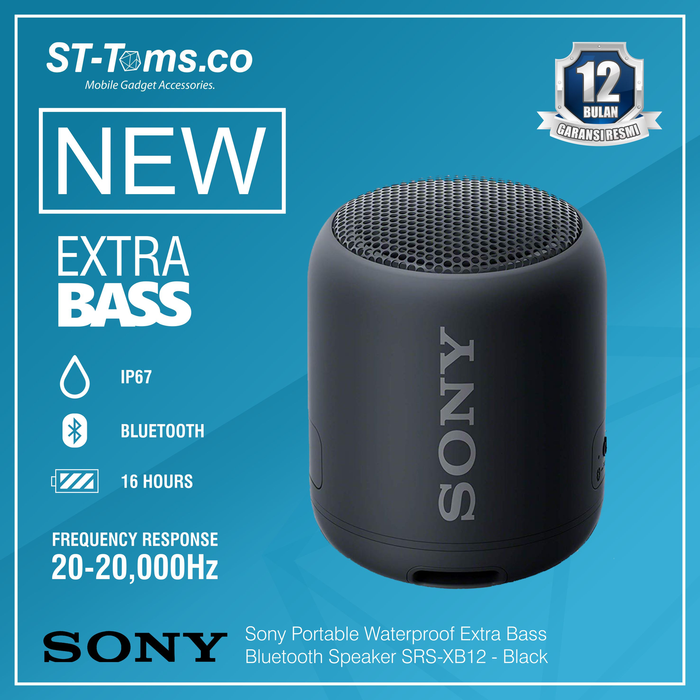 ST-Toms.co
Mobile Gadget Accessories.
12
BULAN
GARANSI RESMI
NEW
EXTRA
BASS
IP67
BLUETOOTH
16 HOURS
FREQUENCY RESPONSE
20-20,000Hz
SONY
SONY
Sony Portable Waterproof Extra Bass
Bluetooth Speaker SRS-XB12 - Black